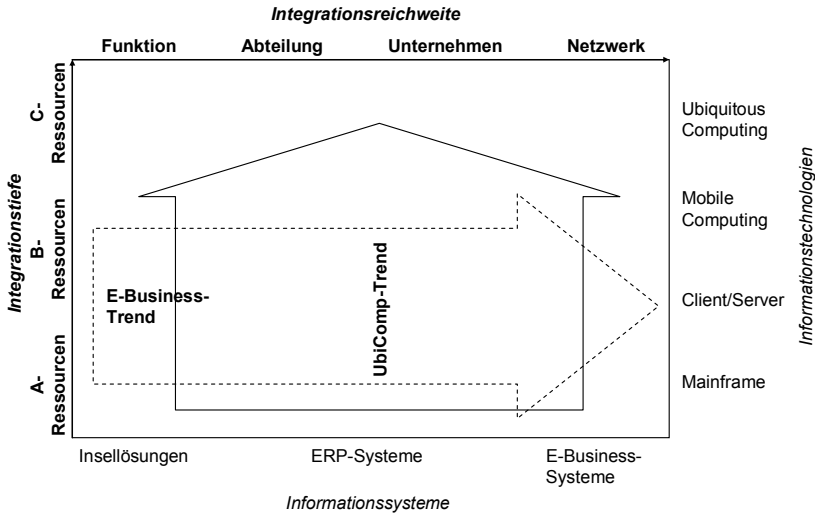 Integrationsreichweite
Funktion Abteilung Unternehmen Netzwerk
Integrationstiefe
C-
Ressourcen
B-
Ressourcen
A-
Ressourcen
E-Business-
Trend
UbiComp-Trend
Ubiquitous
Computing
Mobile
Computing
Client/Server
Mainframe
Informationstechnologien
Insellösungen ERP-Systeme E-Business-
Systeme
Informationssysteme